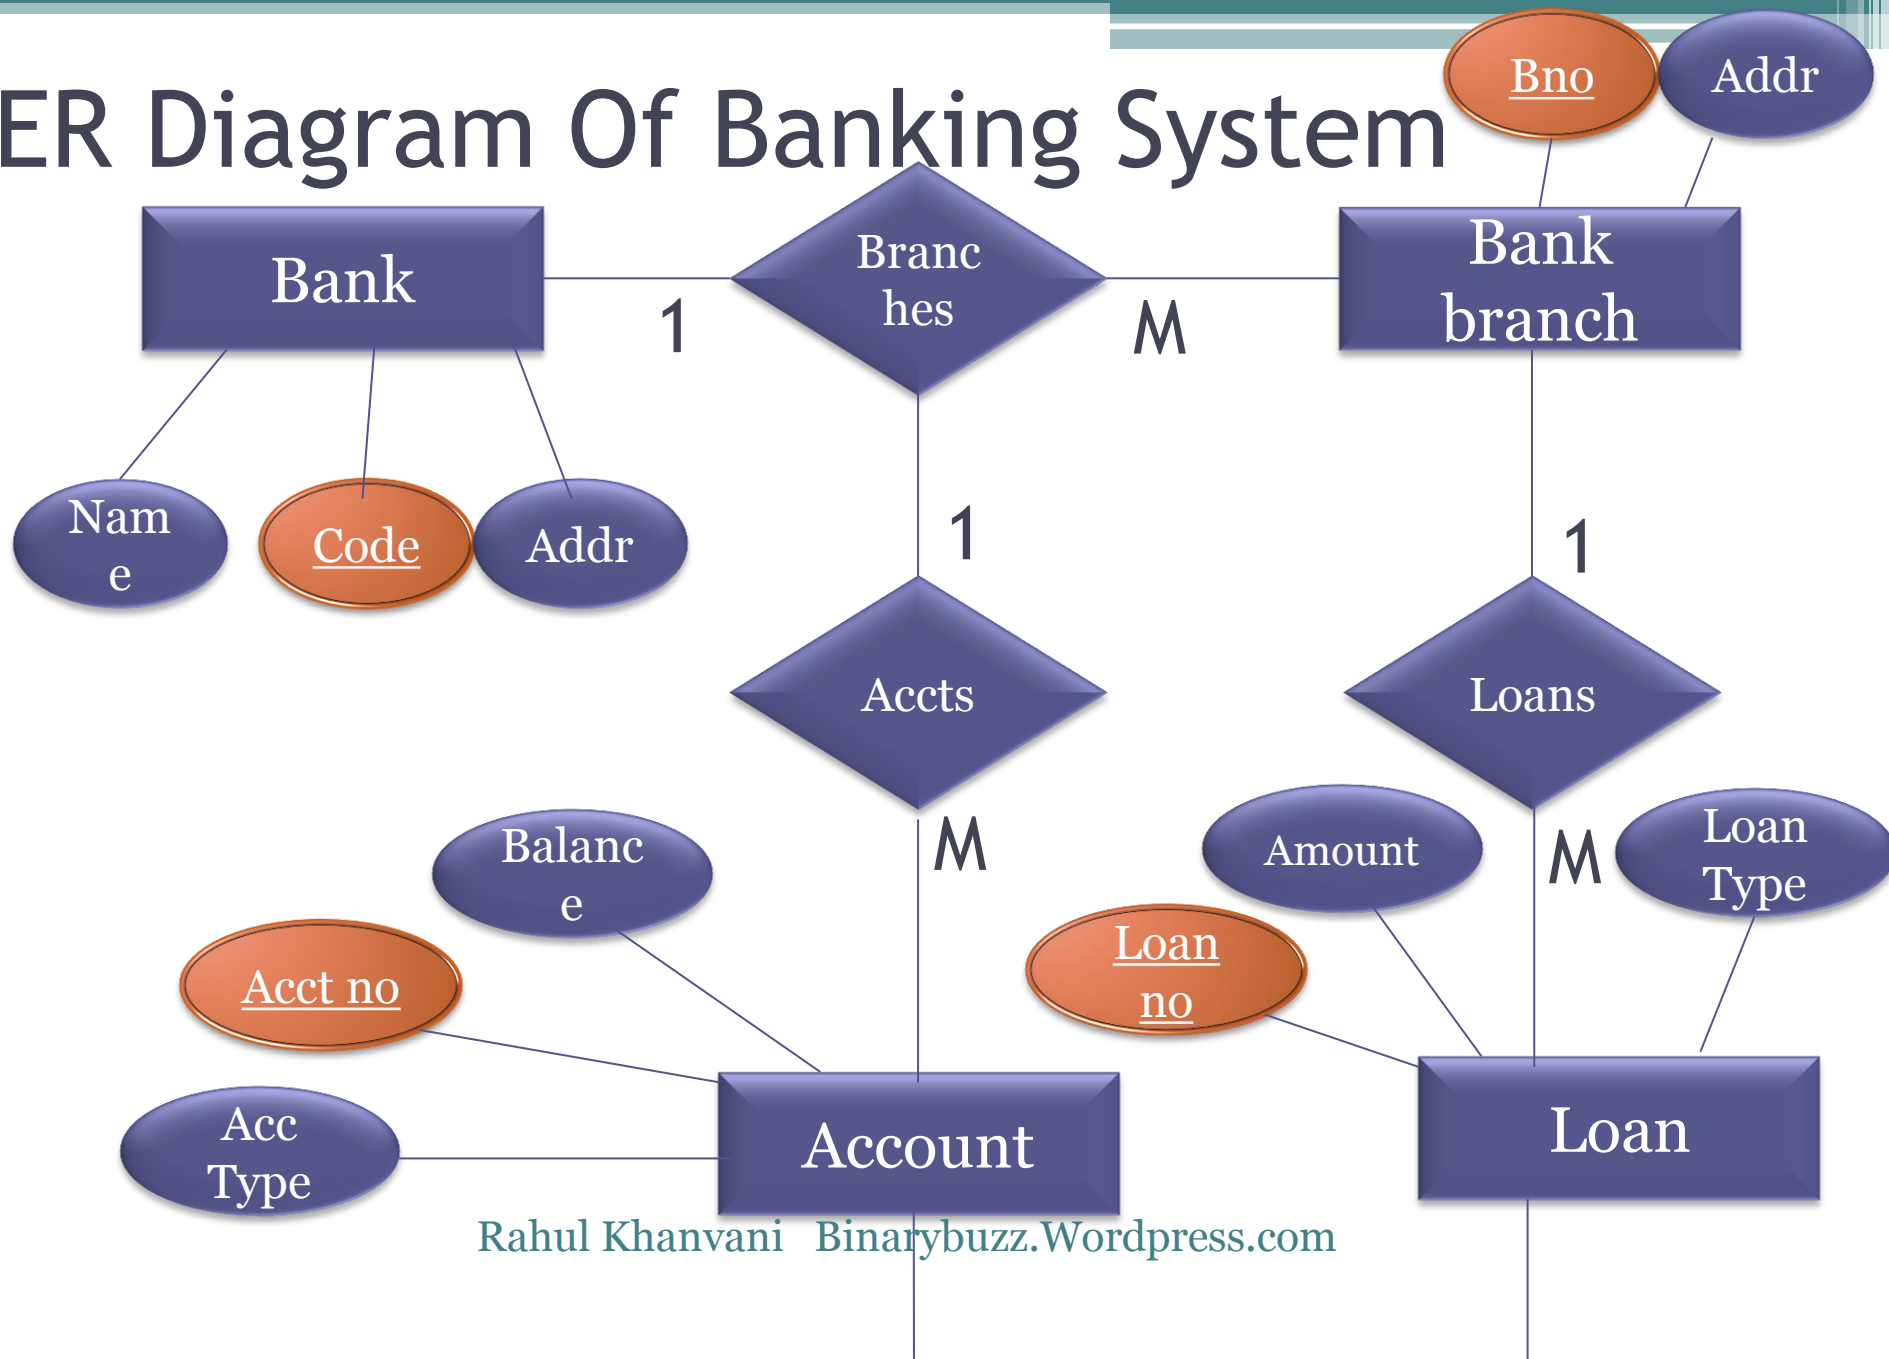 Bno
Addr
ER Diagram Of Banking System
Bank
Branc
hes
Bank
branch
1
M
Nam
e
Code
Addr
1
1
Accts
Loans
M
M
Balanc
e
Amount
Loan
Type
Acct no
Loan
no
Acc
Type
Account
Loan
Rahul Khanvani Binarybuzz.Wordpress.com